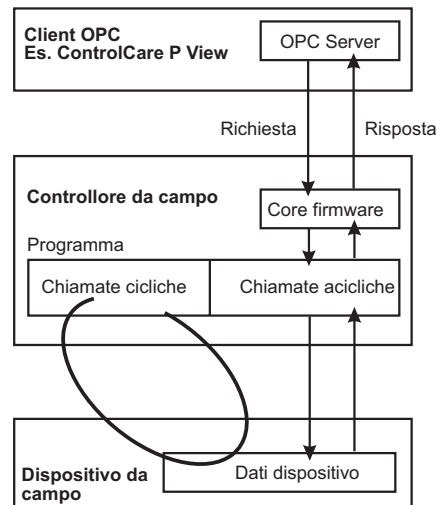 Client OPC
Es. ControlCare P View
OPC Server
Richiesta
Risposta
Controllore da campo
Core firmware
Programma
Chiamate cicliche
Chiamate acicliche
Dispositivo da
campo
Dati dispositivo